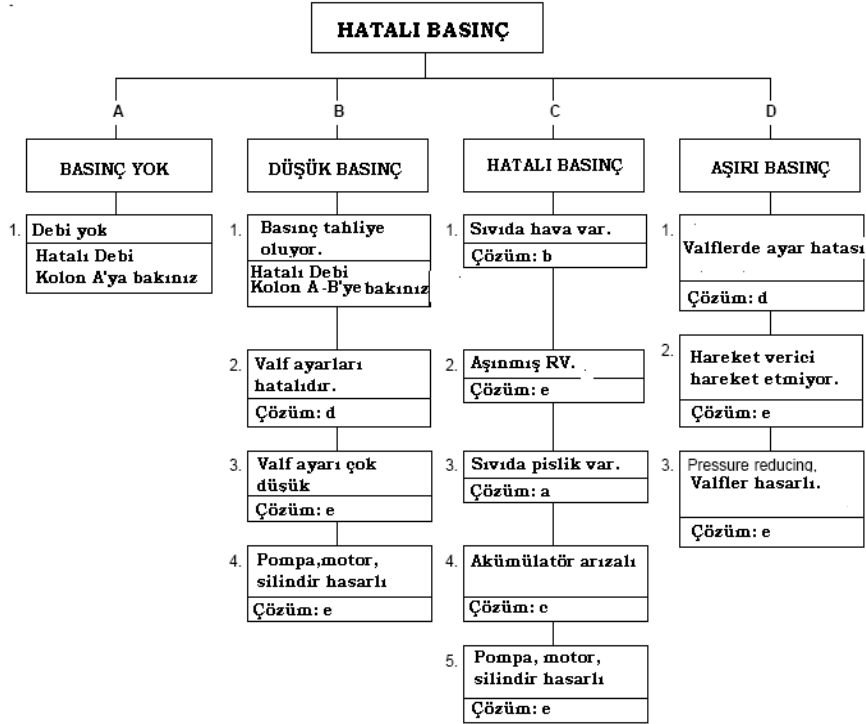 HATALI BASINÇ
A
BASINÇ YOK
1. Debi yok
Hatalı Debi
Kolon A'ya bakınız
B
DÜŞÜK BASINÇ
1. Basınç tahliye
oluyor.
Hatalı Debi
Kolon A-B'ye bakınız
2. Valf ayarları
hatalıdır.
Çözüm: d
3. Valf ayarı çok
düşük
Çözüm: e
4. Pompa,motor,
silindir hasarlı
Çözüm: e
C
HATALI BASINÇ
1. Sıvıda hava var.
Çözüm: b
2. Aşınmış RV.
Çözüm: e
3. Sıvıda pislik var.
Çözüm: a
4. Akümülatör arızalı
Çözüm: c
5. Pompa, motor,
silindir hasarlı
Çözüm: e
D
AŞIRI BASINÇ
1. Valflerde ayar hatası
Çözüm: d
2. Hareket verici
hareket etmiyor.
Çözüm: e
3. Pressure reducing,
Valfler hasarlı.
Çözüm: e